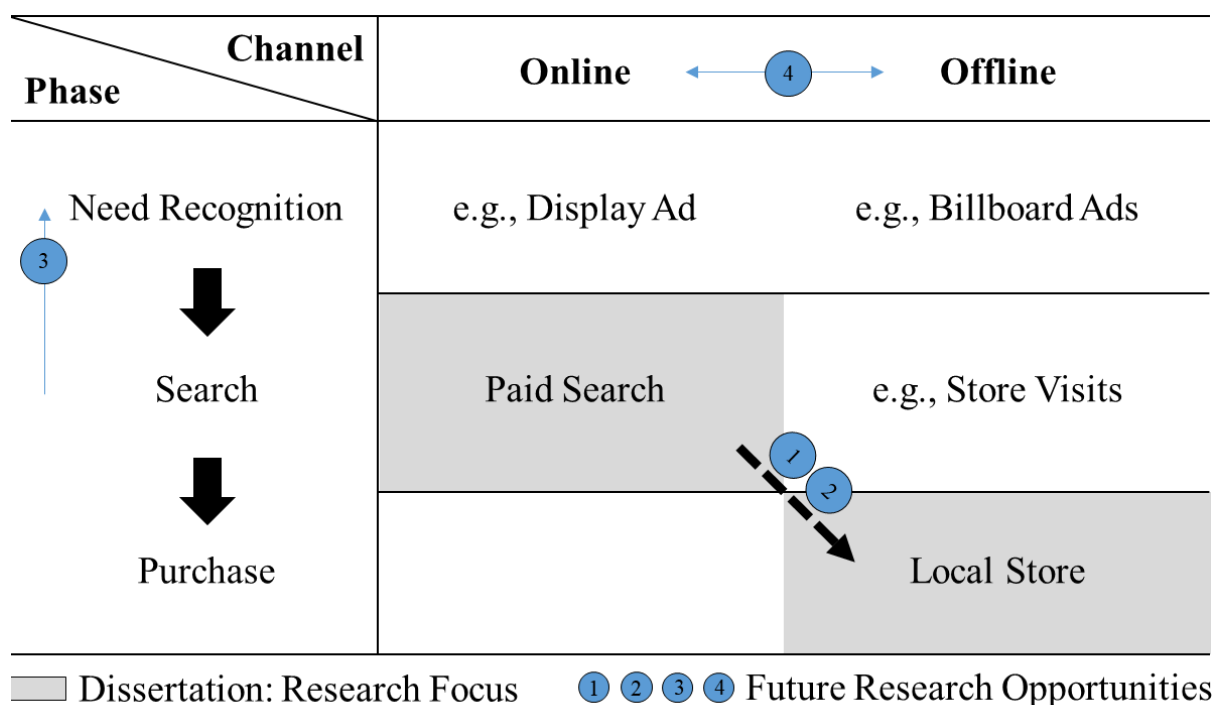 Channel
Phase
Online 4 Offline
Need Recognition e.g., Display Ad e.g., Billboard Ads
3
Search Paid Search e.g., Store Visits
1
2
Purchase Local Store
Dissertation: Research Focus 1 2 3 4 Future Research Opportunities